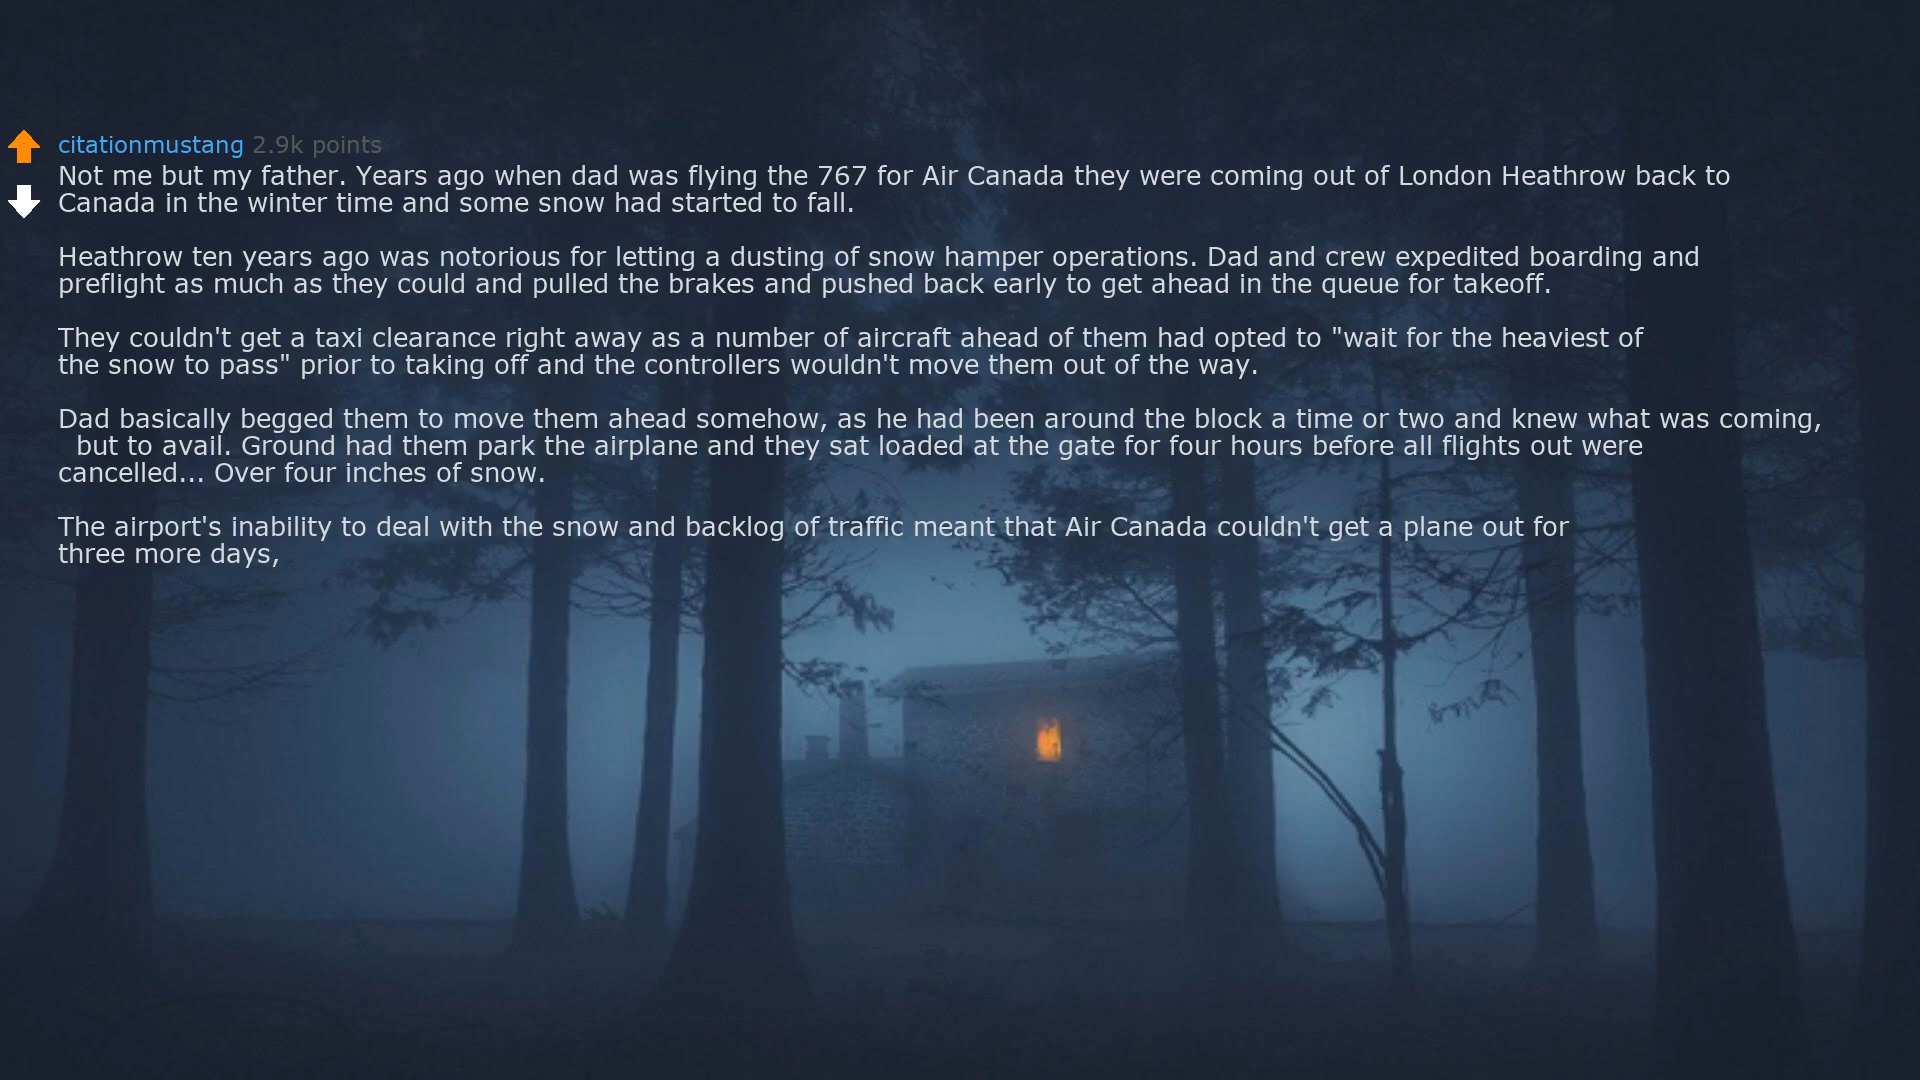 citationmustang 2.9k points
Not me but my father. Years ago when dad was flying the 767 for Air Canada they were coming out of London Heathrow back to
Canada in the winter time and some snow had started to fall.
Heathrow ten years ago was notorious for letting a dusting of snow hamper operations. Dad and crew expedited boarding and
preflight as much as they could and pulled the brakes and pushed back early to get ahead in the queue for takeoff.
They couldn't get a taxi clearance right away as a number of aircraft ahead of them had opted to "wait for the heaviest of
the snow to pass" prior to taking off and the controllers wouldn't move them out of the way.
Dad basically begged them to move them ahead somehow, as he had been around the block a time or two and knew what was coming,
but to avail. Ground had them park the airplane and they sat loaded at the gate for four hours before all flights out were
cancelled... Over four inches of snow.
The airport's inability to deal with the snow and backlog of traffic meant that Air Canada couldn't get a plane out for
three more days,